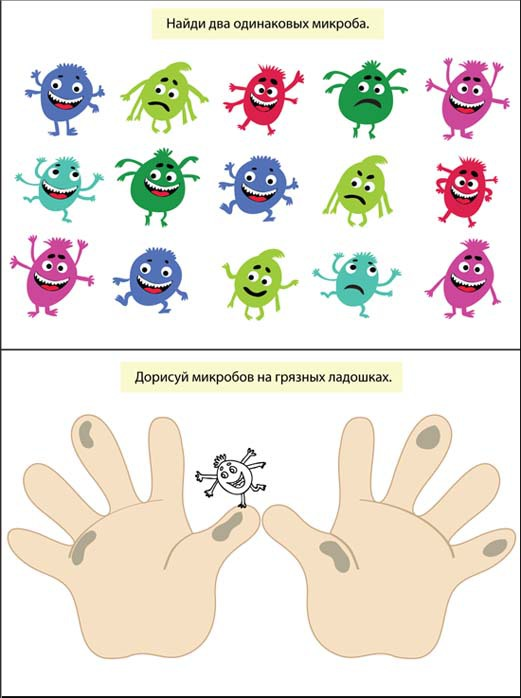 Найди два одинаковых микроба.
Дорисуй микробов на грязных ладошках.